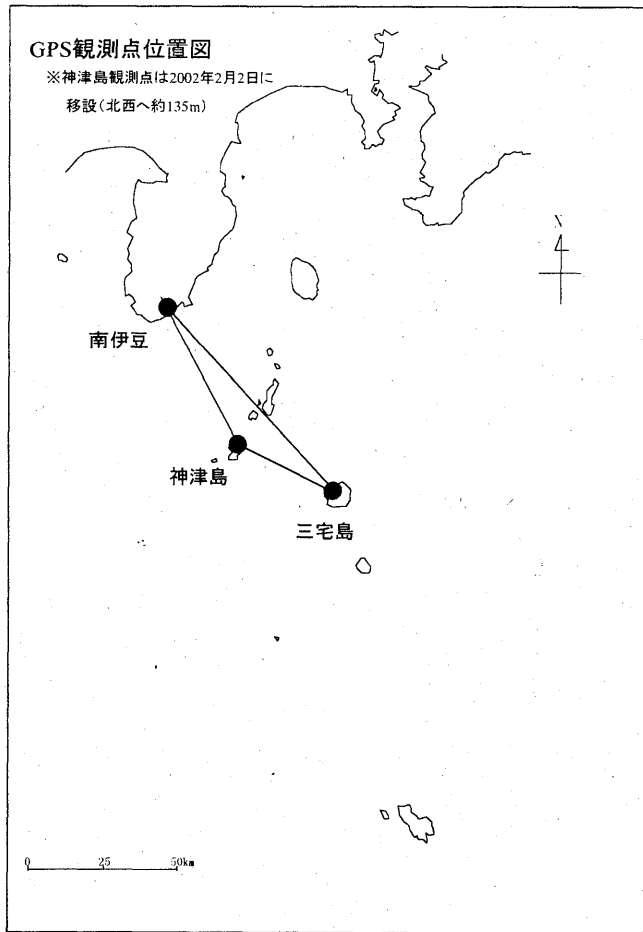 GPS観測点位置図
※神津島観測点は2002年2月2日に
移設(北西へ約135m)
N
南伊豆
神津島
三宅島
0 25 50km